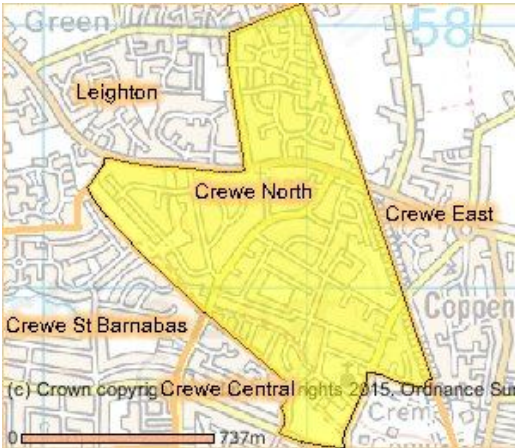 Green
58
Leighton
Crewe North
Crewe East
Coppen
Crewe St Barnabas
(c) Crown copyrig Crewe Central rights 2015, Ordnance Sur
Crem
0 737m